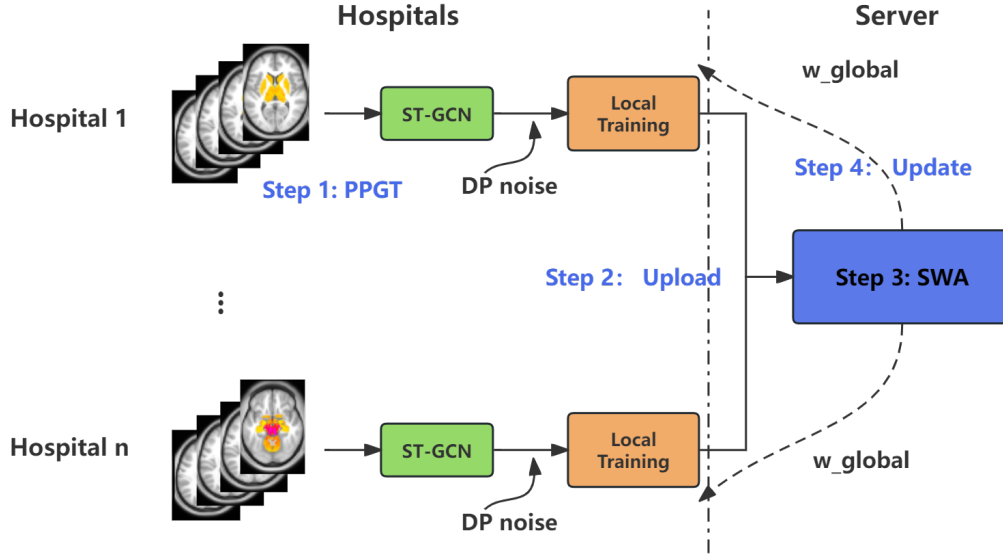 Hospitals
Server
w_global
Hospital 1
ST-GCN
Local
Training
Step 1: PPGT
DP noise
Step 4: Update
Step 2: Upload
Step 3: SWA
Hospital n
ST-GCN
Local
Training
w_global
DP noise